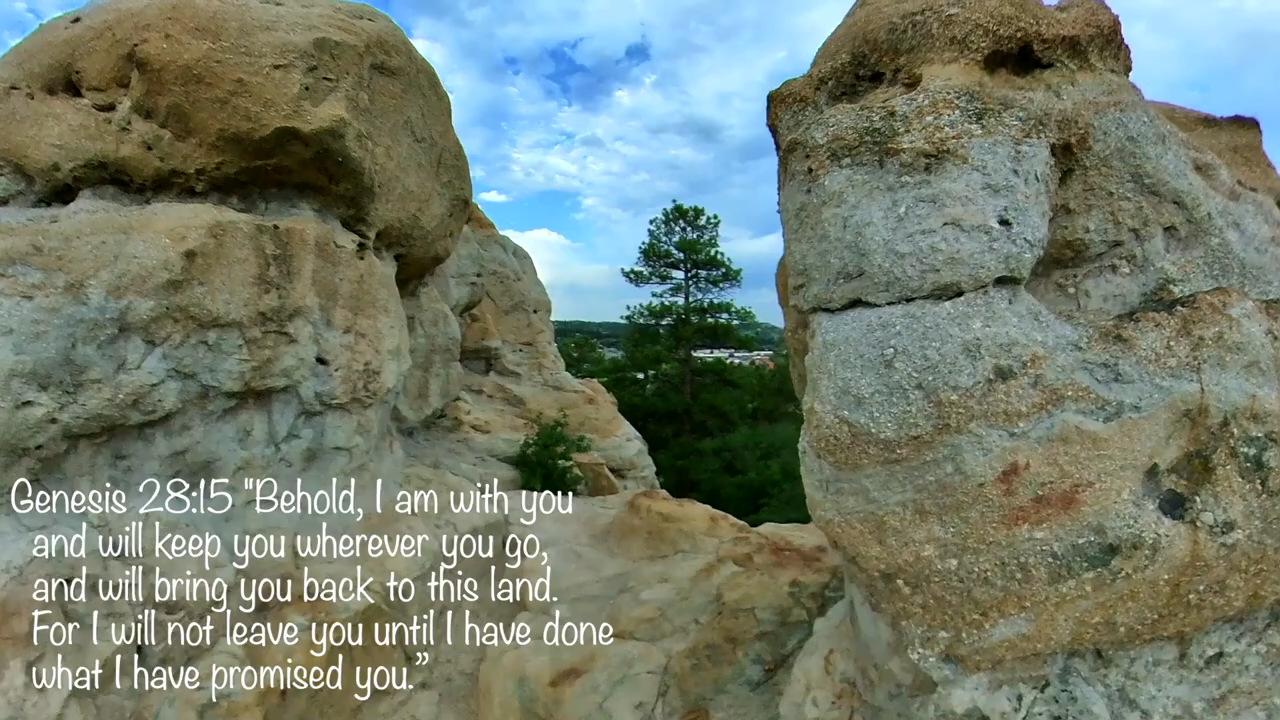 Genesis 28:15 "Behold, I am with you
and will keep you wherever you go,
and will bring you back to this land.
For I will not leave you until I have done
what I have promised you.”